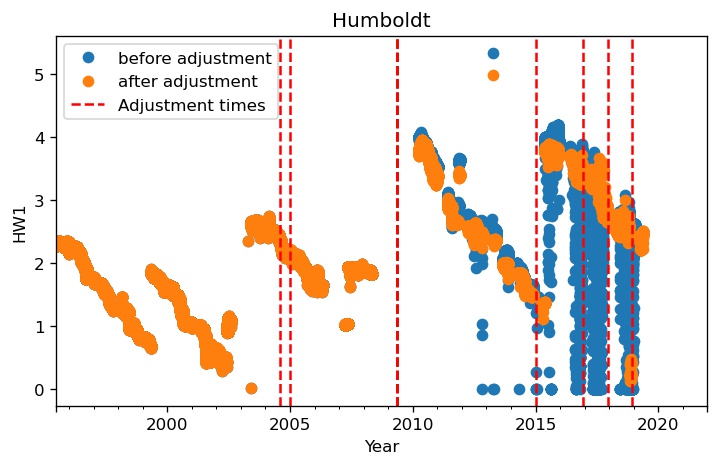 Humboldt
before adjustment
after adjustment
Adjustment times
HW1
5
4
3
2
1
0
2000
2005
2010
2015
2020
Year